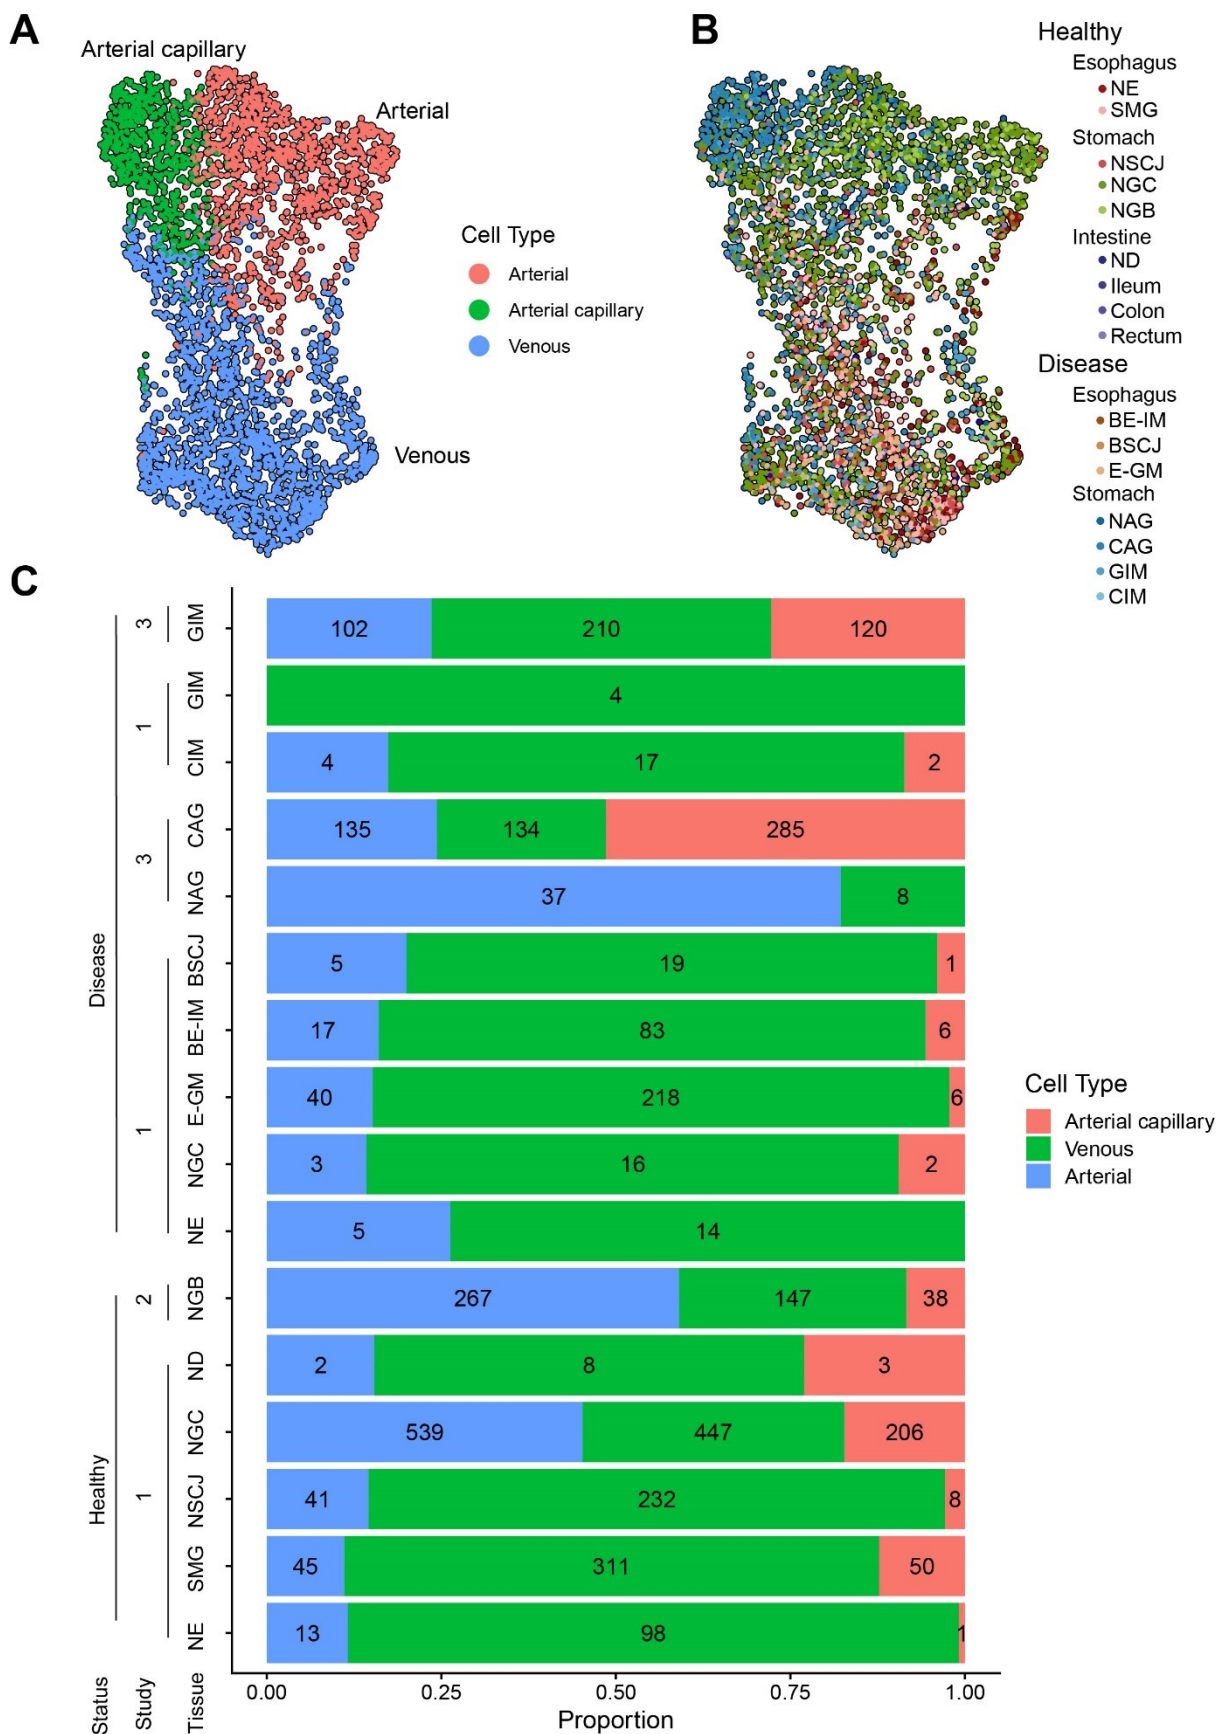 A
Arterial capillary
Arterial
Venous
Cell Type
Arterial
Arterial capillary
Venous
B
Healthy
Esophagus
NE
SMG
Stomach
NSCJ
NGC
NGB
Intestine
ND
Ileum
Colon
Rectum
Disease
Esophagus
BE-IM
BSCJ
E-GM
Stomach
NAG
CAG
GIM
CIM
C
Disease
Healthy
3
1
3
1
2
1
GIM 102 210 120
GIM 4
CIM 4 17 2
CAG 135 134 285
NAG 37 8
BSCJ 5 19 1
BE-IM 17 83 6
E-GM 40 218 6
NGC 3 16 2
NE 5 14
NGB 267 147 38
ND 2 8 3
NGC 539 447 206
NSCJ 41 232 8
SMG 45 311 50
NE 13 98 1
Status
Study
Tissue
0.00 0.25 0.50 0.75 1.00
Proportion
Cell Type
Arterial capillary
Venous
Arterial